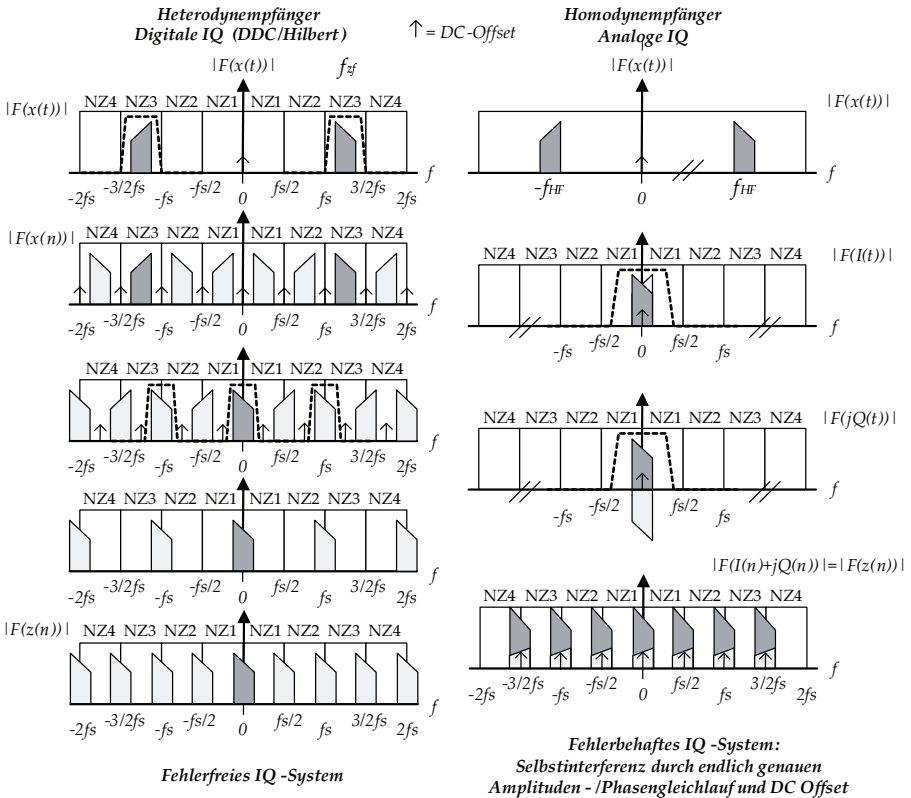 Heterodynempfänger
Digitale IQ (DDC/Hilbert)
↑ = DC-Offset
Homodynempfänger
Analoge IQ
|F(x(t))|
fzf
|F(x(t))|
NZ4 NZ3 NZ2 NZ1 NZ1 NZ2 NZ3 NZ4
f
-2fs -3/2fs -fs -fs/2 0 fs/2 fs 3/2fs 2fs
|F(x(t))|
|F(x(t))|
f
-fHF 0 fHF
|F(x(n))|
NZ4 NZ3 NZ2 NZ1 NZ1 NZ2 NZ3 NZ4
f
-2fs -3/2fs -fs -fs/2 0 fs/2 fs 3/2fs 2fs
NZ4 NZ3 NZ2 NZ1 NZ1 NZ2 NZ3 NZ4
|F(I(t))|
f
-fs -fs/2 0 fs/2 fs
NZ4 NZ3 NZ2 NZ1 NZ1 NZ2 NZ3 NZ4
f
-2fs -3/2fs -fs -fs/2 0 fs/2 fs 3/2fs 2fs
NZ4 NZ3 NZ2 NZ1 NZ1 NZ2 NZ3 NZ4
|F(jQ(t))|
f
-fs -fs/2 0 fs/2 fs
NZ4 NZ3 NZ2 NZ1 NZ1 NZ2 NZ3 NZ4
f
-2fs -3/2fs -fs -fs/2 0 fs/2 fs 3/2fs 2fs
|F(I(n)+jQ(n))|=|F(z(n))|
NZ4 NZ3 NZ2 NZ1 NZ1 NZ2 NZ3 NZ4
f
-2fs -3/2fs -fs -fs/2 0 fs/2 fs 3/2fs 2fs
|F(z(n))|
NZ4 NZ3 NZ2 NZ1 NZ1 NZ2 NZ3 NZ4
f
-2fs -3/2fs -fs -fs/2 0 fs/2 fs 3/2fs 2fs
Fehlerfreies IQ -System
Fehlerbehaftes IQ -System:
Selbstinterferenz durch endlich genauen
Amplituden - /Phasengleichlauf und DC Offset